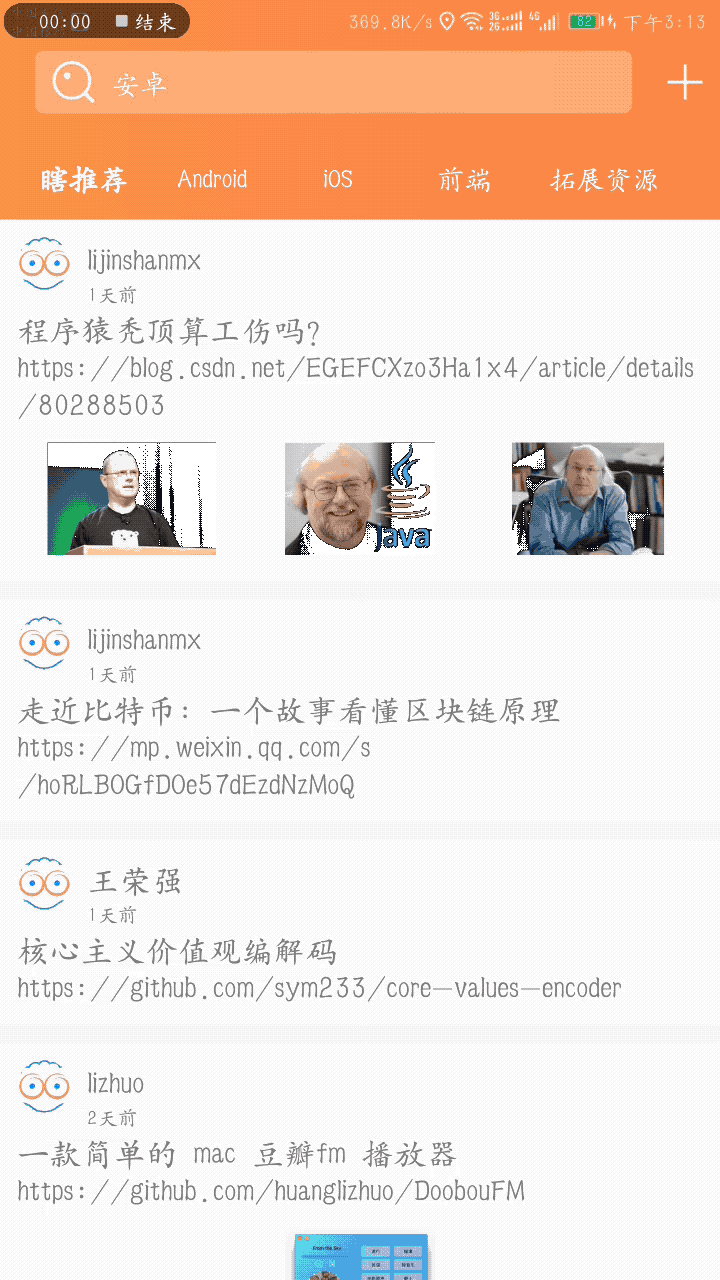 00:00 结束 369.8K/s 3G 2G 4G 82 下午3:13
安卓
瞎推荐 Android iOS 前端 拓展资源
lijinshanmx
1天前
程序猿秃顶算工伤吗?
https://blog.csdn.net/EGEFCXzo3Ha1x4/article/details
/80288503
Java
lijinshanmx
1天前
走近比特币: 一个故事看懂区块链原理
https://mp.weixin.qq.com/s
/hoRLBOGfDOe57dEzdNzMoQ
王荣强
1天前
核心主义价值观编解码
https://github.com/sym233/core-values-encoder
lizhuo
2天前
一款简单的 mac 豆瓣fm 播放器
https://github.com/huanglizhuo/DoobouFM